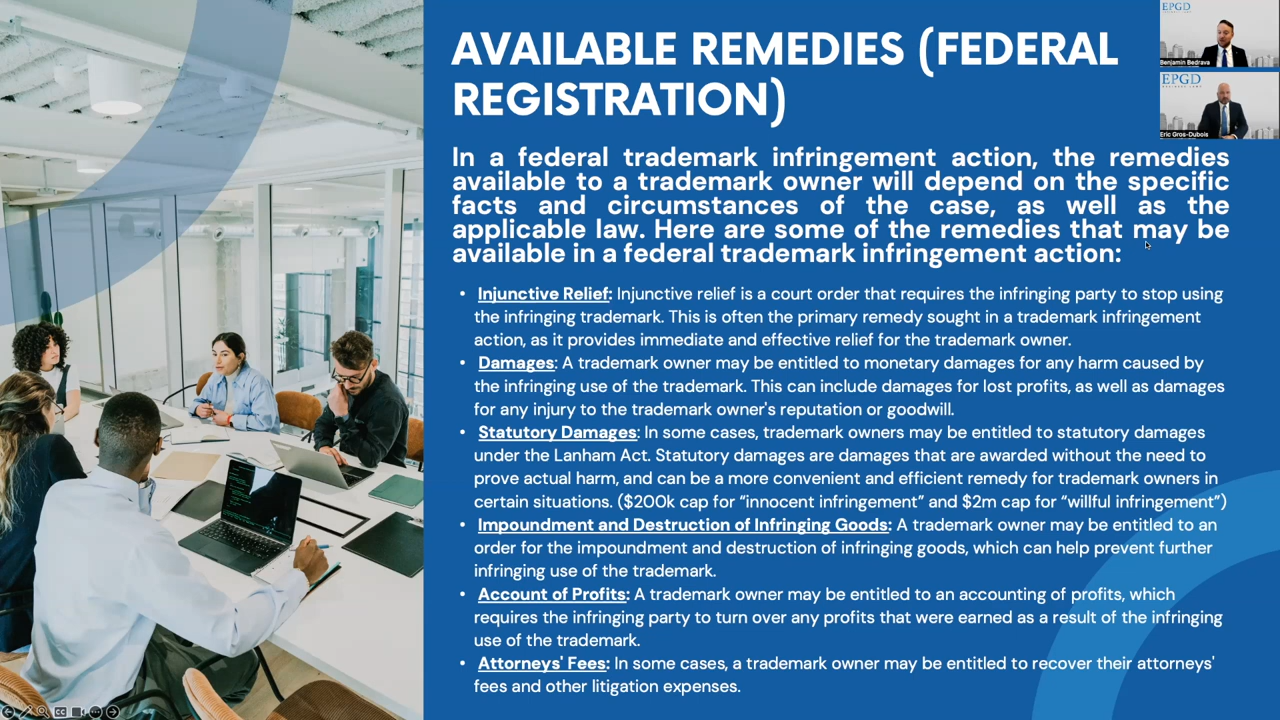 AVAILABLE REMEDIES (FEDERAL
REGISTRATION)
EPGD
Benjamin Bedrava
EPGD
Eric Gros-Dubois
In a federal trademark infringement action, the remedies
available to a trademark owner will depend on the specific
facts and circumstances of the case, as well as the
applicable law. Here are some of the remedies that may be
available in a federal trademark infringement action:
• Injunctive Relief: Injunctive relief is a court order that requires the infringing party to stop using
the infringing trademark. This is often the primary remedy sought in a trademark infringement
action, as it provides immediate and effective relief for the trademark owner.
• Damages: A trademark owner may be entitled to monetary damages for any harm caused by
the infringing use of the trademark. This can include damages for lost profits, as well as damages
for any injury to the trademark owner's reputation or goodwill.
• Statutory Damages: In some cases, trademark owners may be entitled to statutory damages
under the Lanham Act. Statutory damages are damages that are awarded without the need to
prove actual harm, and can be a more convenient and efficient remedy for trademark owners in
certain situations. ($200k cap for “innocent infringement” and $2m cap for “willful infringement”)
• Impoundment and Destruction of Infringing Goods: A trademark owner may be entitled to an
order for the impoundment and destruction of infringing goods, which can help prevent further
infringing use of the trademark.
• Account of Profits: A trademark owner may be entitled to an accounting of profits, which
requires the infringing party to turn over any profits that were earned as a result of the infringing
use of the trademark.
• Attorneys' Fees: In some cases, a trademark owner may be entitled to recover their attorneys'
fees and other litigation expenses.